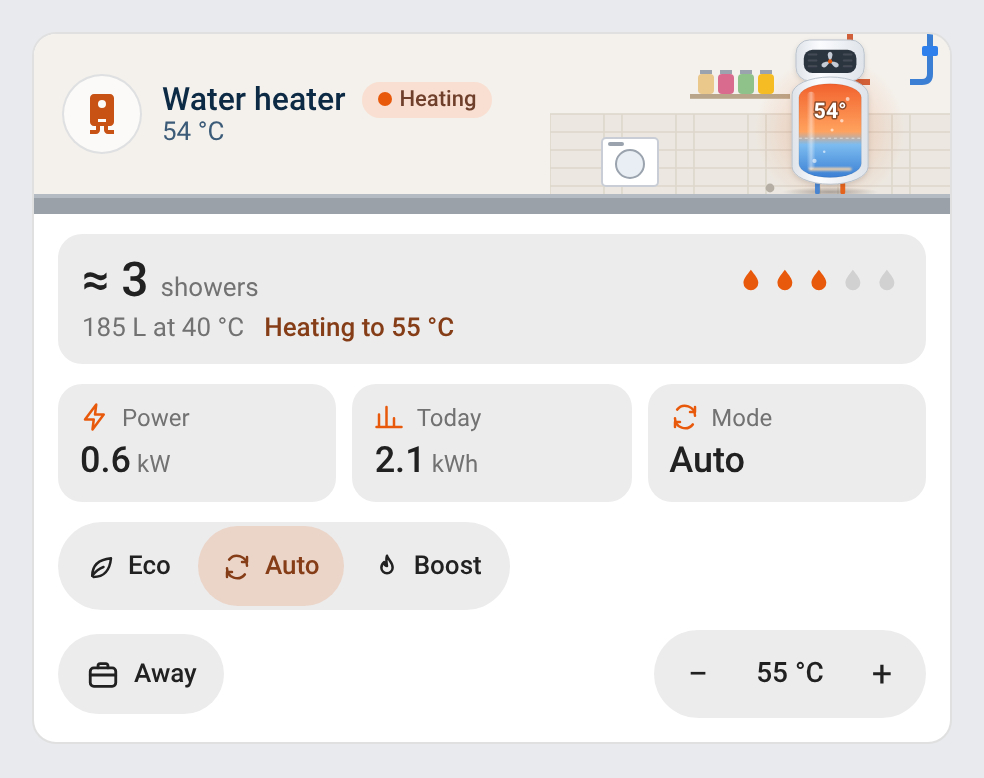 Water heater
Heating
54 °C
54°
≈ 3 showers
185 L at 40 °C Heating to 55 °C
Power
0.6 kW
Today
2.1 kWh
Mode
Auto
Eco
Auto
Boost
Away
− 55 °C +